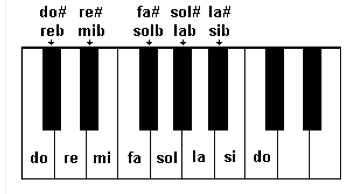 do# re# fa# sol# la#
reb mib solb lab sib
do re mi fa sol la si do